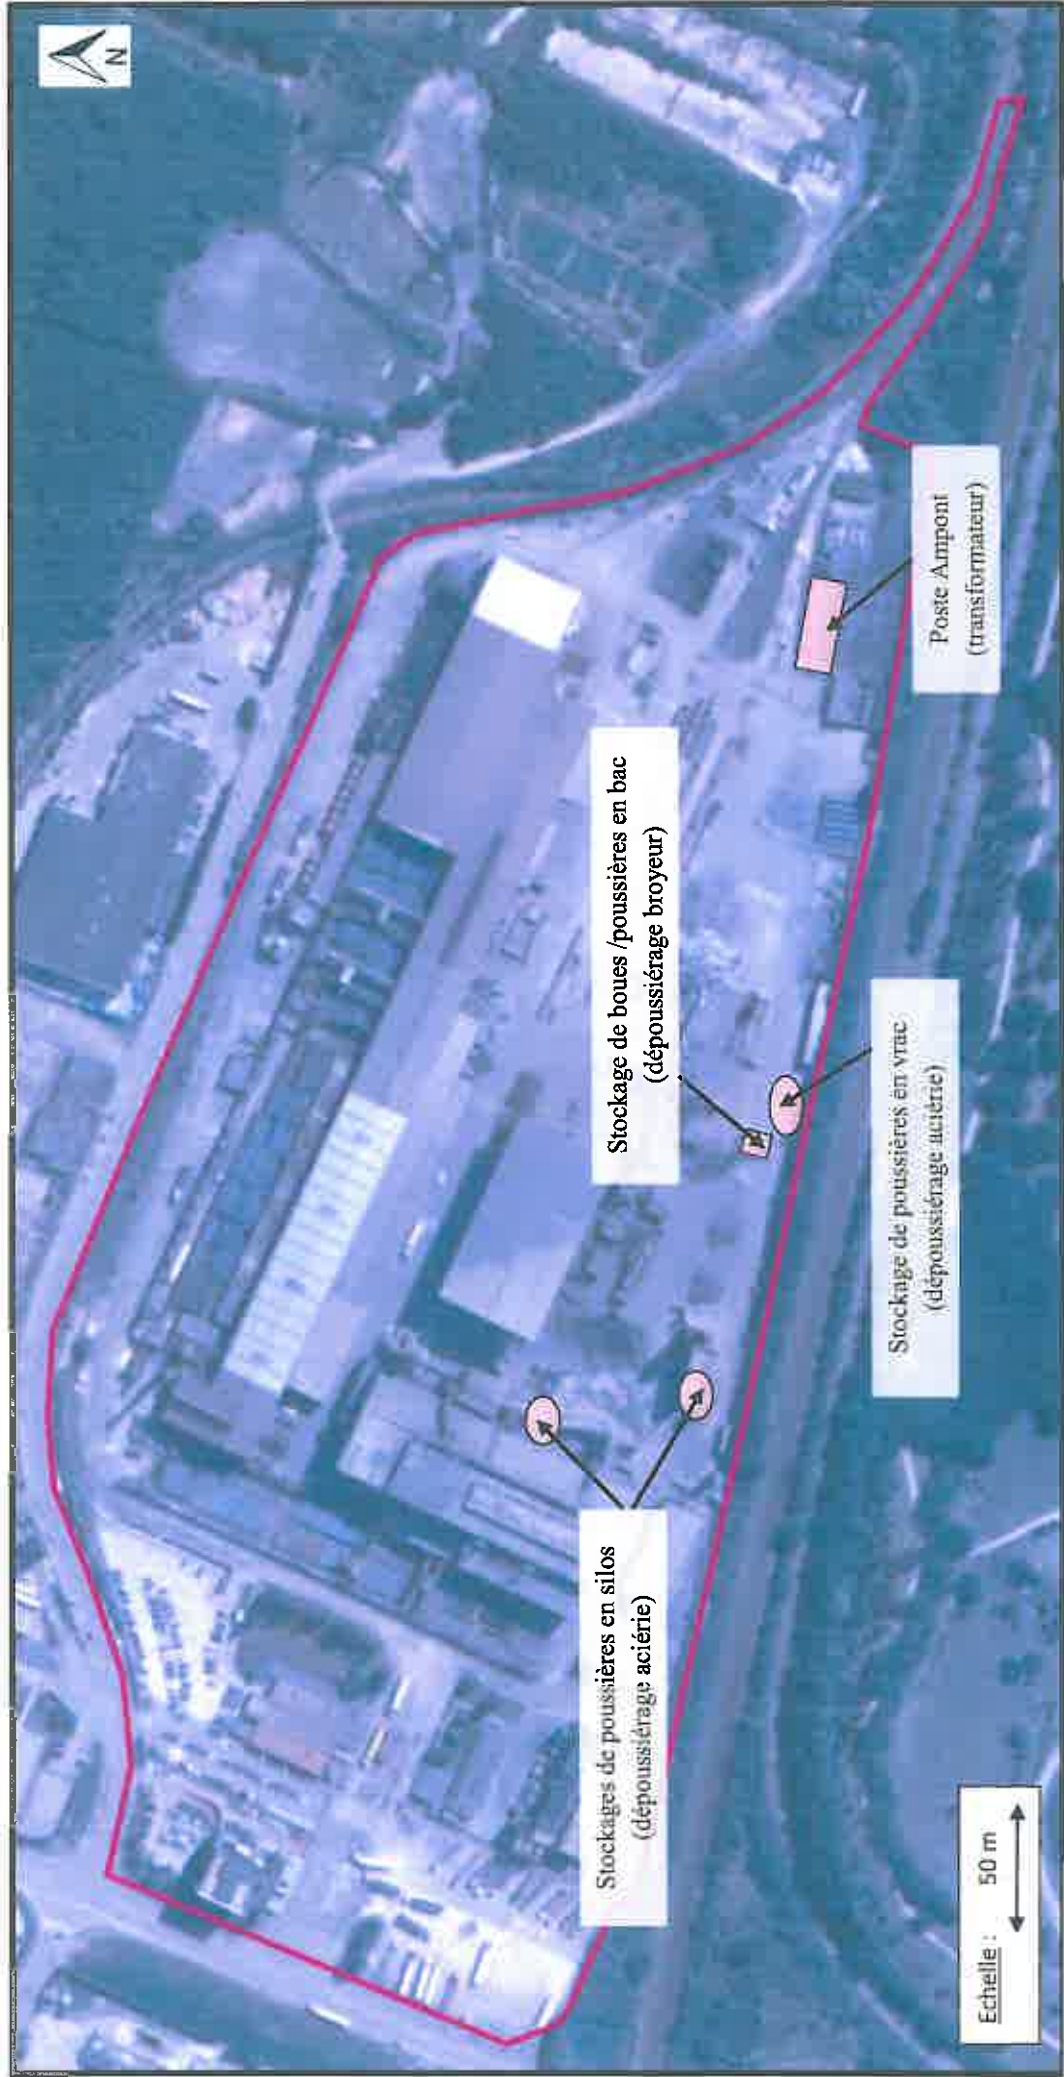 N
Stockage de boues /poussières en bac
(dépoussiérage broyeur)
Poste Ampont
(transformateur)
Stockages de poussières en silos
(dépoussiérage aciérie)
Stockage de poussières en vrac
(dépoussiérage aciérie)
Echelle :
50 m